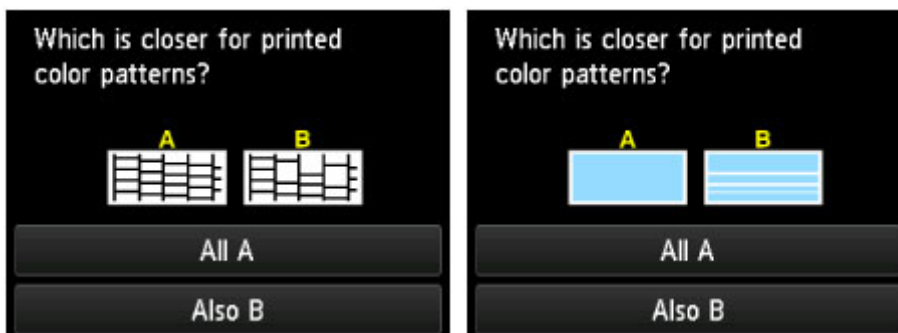 Which is closer for printed
color patterns?
A B
All A
Also B
Which is closer for printed
color patterns?
A B
All A
Also B